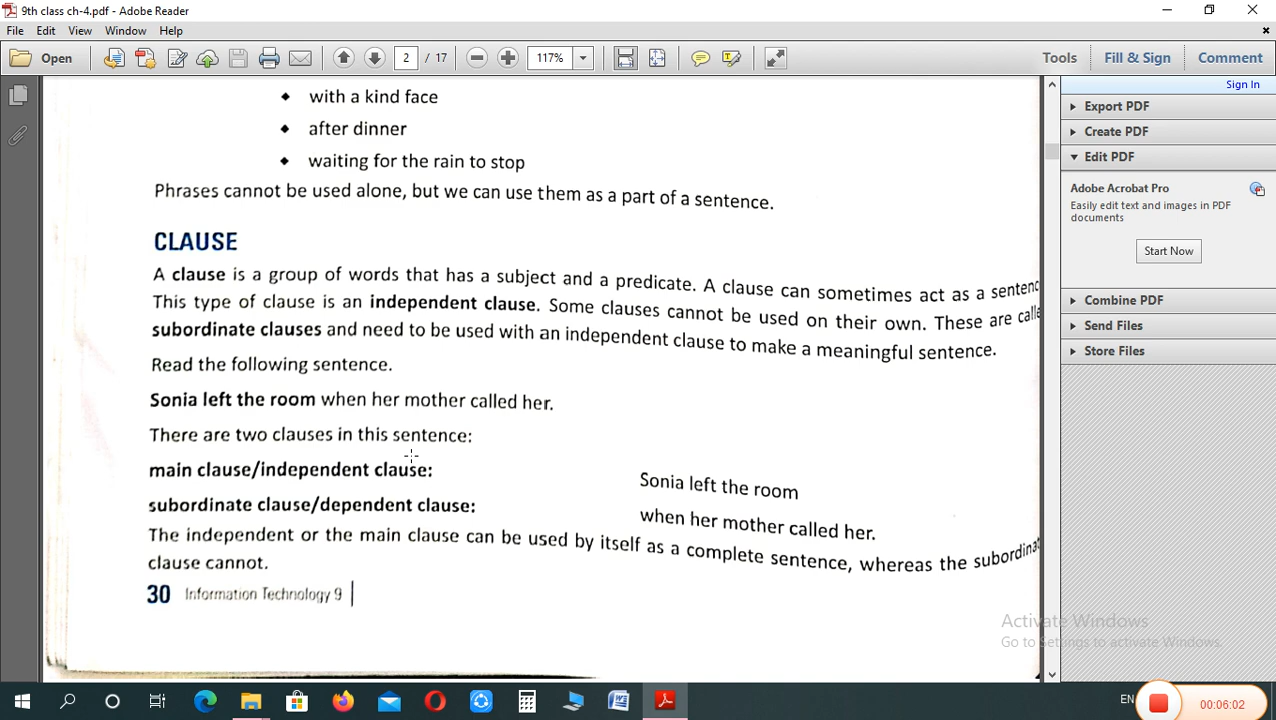 9th class ch-4.pdf - Adobe Reader
File Edit View Window Help
Open 2 / 17 117% Tools Fill & Sign Comment
Sign In
Export PDF
Create PDF
Edit PDF
Adobe Acrobat Pro
Easily edit text and images in PDF
documents
Start Now
Combine PDF
Send Files
Store Files
with a kind face
after dinner
waiting for the rain to stop
Phrases cannot be used alone, but we can use them as a part of a sentence.
CLAUSE
A clause is a group of words that has a subject and a predicate. A clause can sometimes act as a sentenc
This type of clause is an independent clause. Some clauses cannot be used on their own. These are calle
subordinate clauses and need to be used with an independent clause to make a meaningful sentence.
Read the following sentence.
Sonia left the room when her mother called her.
There are two clauses in this sentence:
main clause/independent clause: Sonia left the room
subordinate clause/dependent clause: when her mother called her.
The independent or the main clause can be used by itself as a complete sentence, whereas the subordinat
clause cannot.
30 Information Technology 9
Activate Windows
Go to Settings to activate Windows.
EN
00:06:02